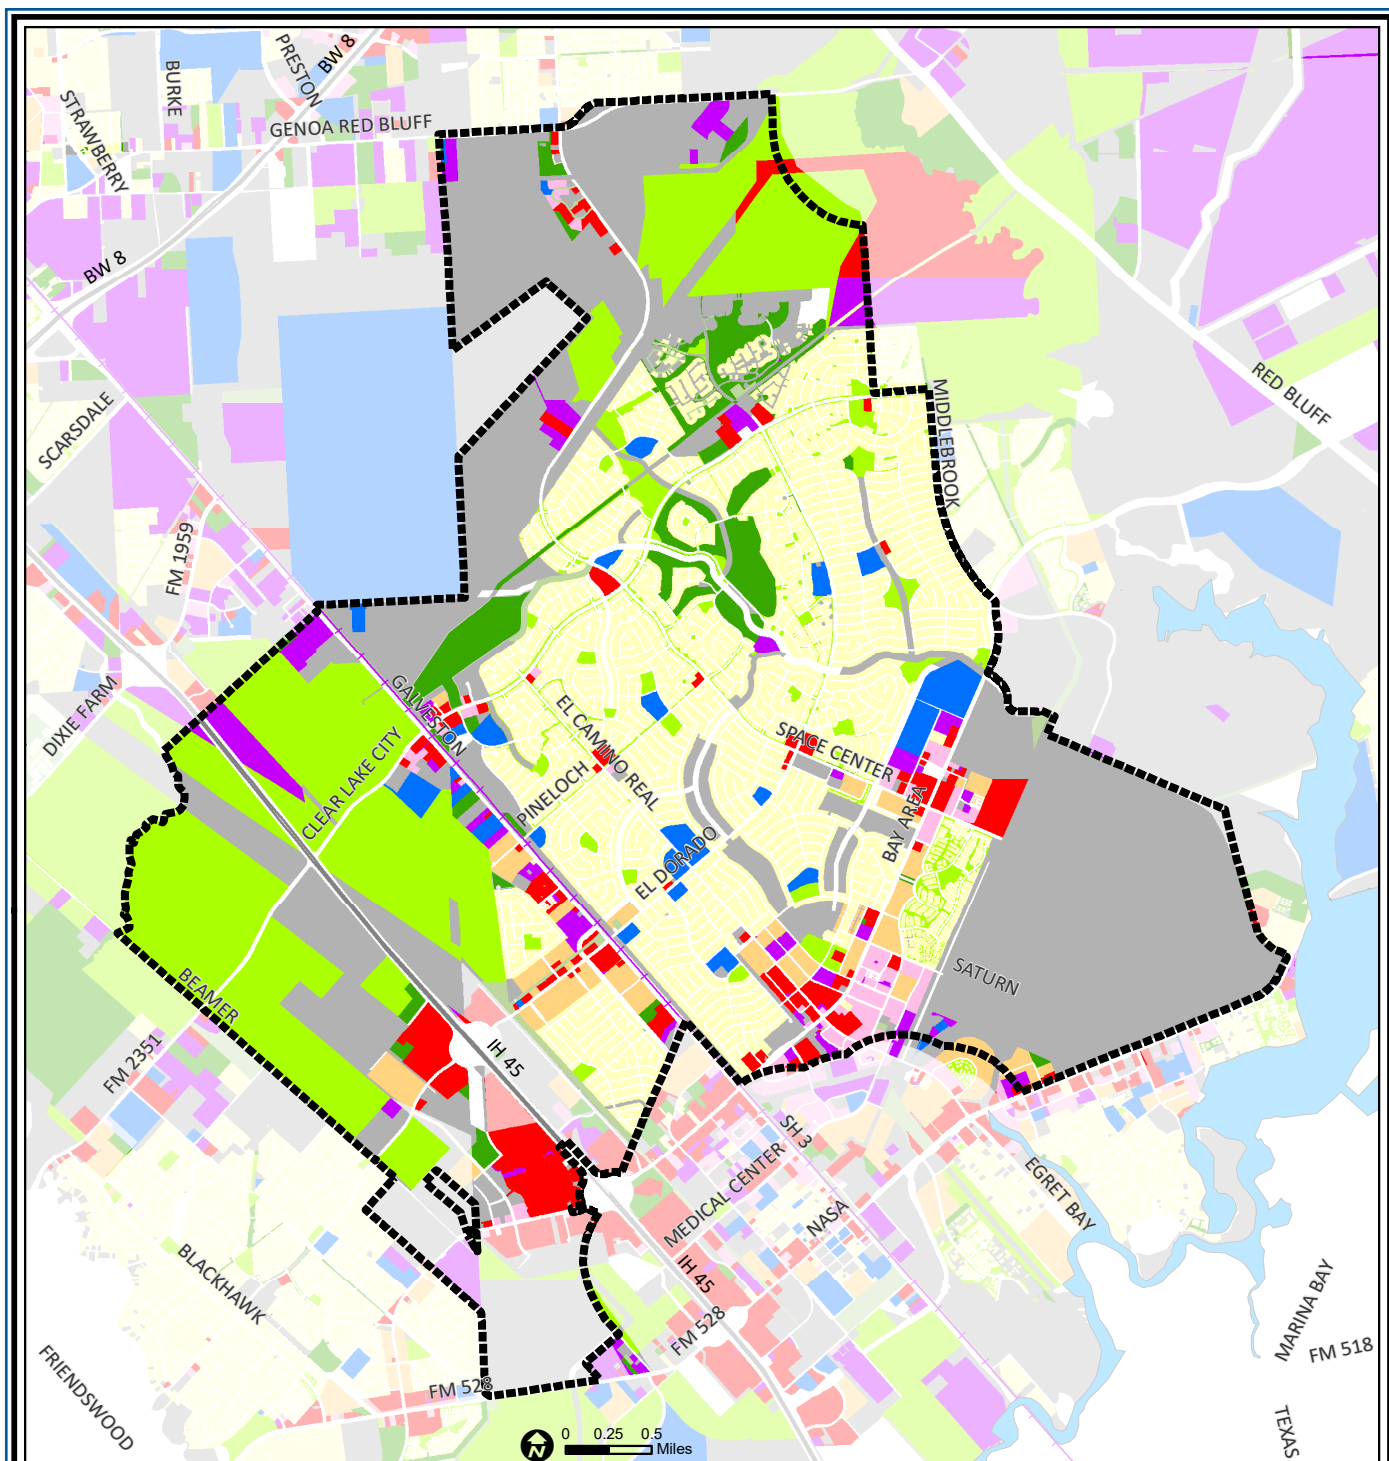 PRESTON
BW 8
BURKE
STRAWBERRY
GENOA RED BLUFF
BW 8
RED BLUFF
MIDDLEBROOK
SCARSDALE
FM 1959
DIXIE FARM
GALVESTON
CLEAR LAKE CITY
EL CAMINO REAL
SPACE CENTER
PINELOCH
BAY AREA
EL DORADO
SATURN
BEAMER
FM 2351
IH 45
SH 3
MEDICAL CENTER
NASA
EGRET BAY
BLACKHAWK
IH 45
FM 528
MARINA BAY
FM 518
FRIENDSWOOD
FM 528
TEXAS
N
0 0.25 0.5
Miles